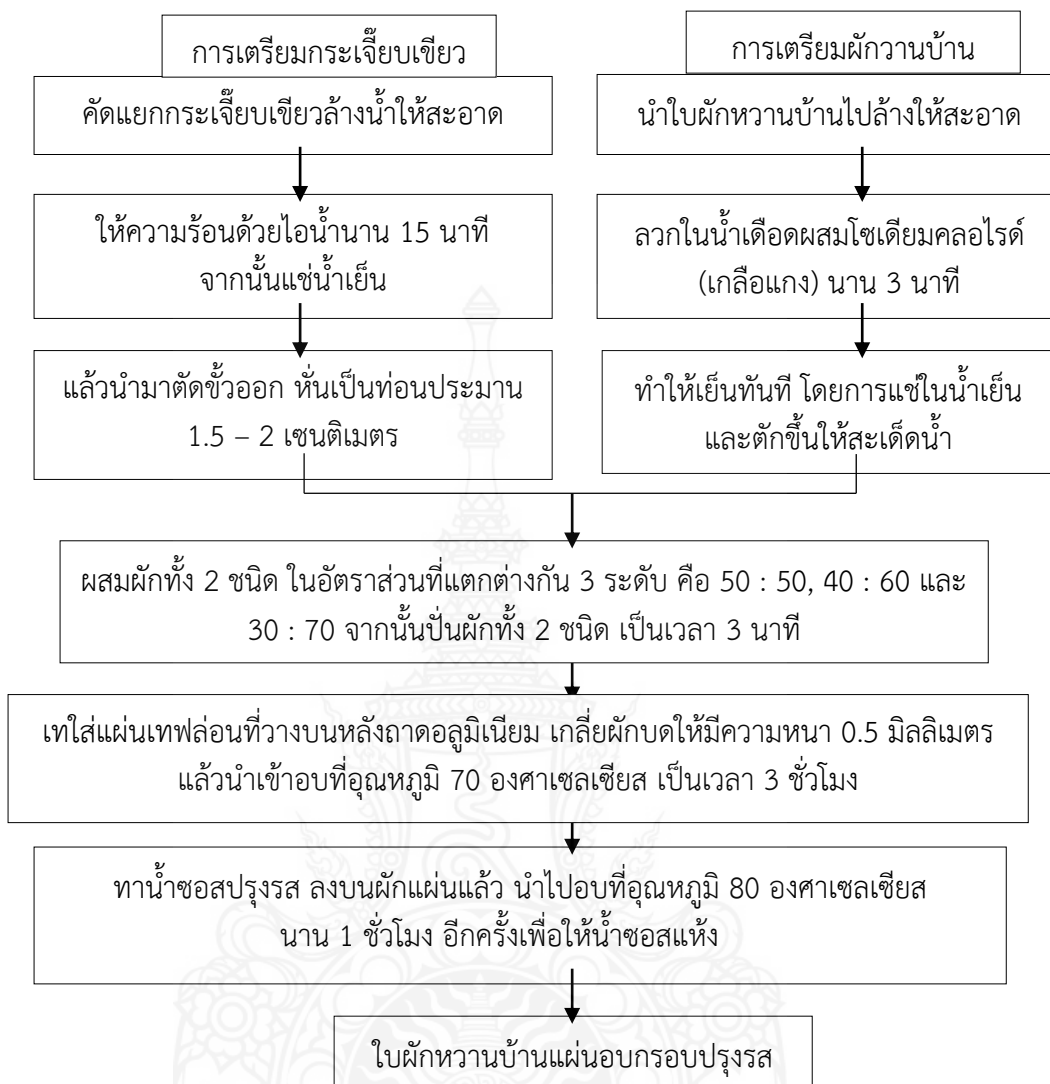 การเตรียมกระเจี๊ยบเขียว
คัดแยกกระเจี๊ยบเขียวล้างน้ำให้สะอาด
ให้ความร้อนด้วยไอน้ำนาน 15 นาที
จากนั้นแช่น้ำเย็น
แล้วนำมาตัดขั้วออก หั่นเป็นท่อนประมาน
1.5 – 2 เซนติเมตร
การเตรียมผักวานบ้าน
นำใบผักหวานบ้านไปล้างให้สะอาด
ลวกในน้ำเดือดผสมโซเดียมคลอไรด์
(เกลือแกง) นาน 3 นาที
ทำให้เย็นทันที โดยการแช่ในน้ำเย็น
และตักขึ้นให้สะเด็ดน้ำ
ผสมผักทั้ง 2 ชนิด ในอัตราส่วนที่แตกต่างกัน 3 ระดับ คือ 50 : 50, 40 : 60 และ
30 : 70 จากนั้นปั่นผักทั้ง 2 ชนิด เป็นเวลา 3 นาที
เทใส่แผ่นเทฟล่อนที่วางบนหลังถาดอลูมิเนียม เกลี่ยผักบดให้มีความหนา 0.5 มิลลิเมตร
แล้วนำเข้าอบที่อุณหภูมิ 70 องศาเซลเซียส เป็นเวลา 3 ชั่วโมง
ทาน้ำซอสปรุงรส ลงบนผักแผ่นแล้ว นำไปอบที่อุณหภูมิ 80 องศาเซลเซียส
นาน 1 ชั่วโมง อีกครั้งเพื่อให้น้ำซอสแห้ง
ใบผักหวานบ้านแผ่นอบกรอบปรุงรส